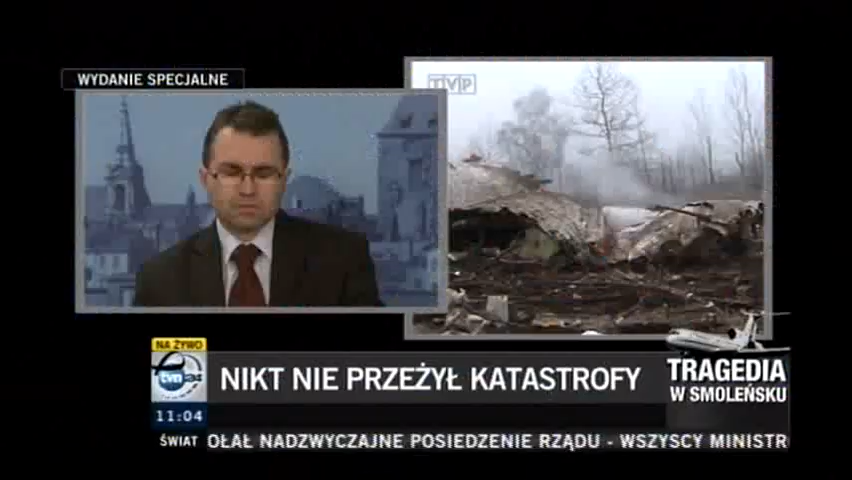 WYDANIE SPECJALNE
TVP
NA ŻYWO
tvn24
NIKT NIE PRZEŻYŁ KATASTROFY
TRAGEDIA
W SMOLEŃSKU
11:04
ŚWIAT OŁAŁ NADZWYCZAJNE POSIEDZENIE RZĄDU - WSZYSCY MINISTR